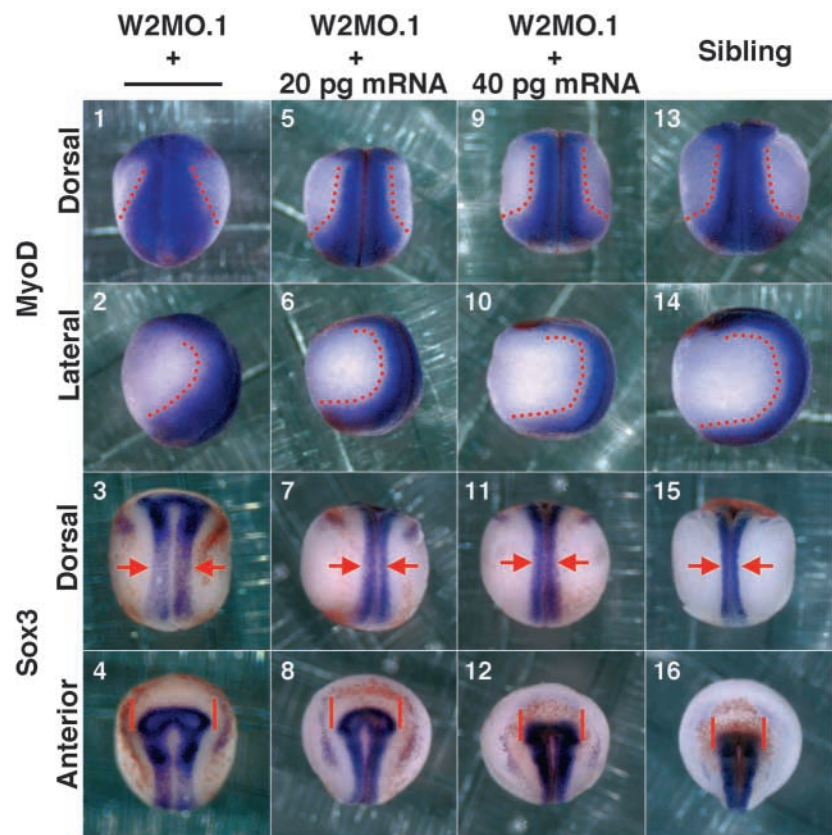 W2MO.1 W2MO.1 W2MO.1 Sibling
+ + +
20 pg mRNA 40 pg mRNA
MyoD
Dorsal
1 5 9 13
Lateral
2 6 10 14
Sox3
Dorsal
3 7 11 15
Anterior
4 8 12 16